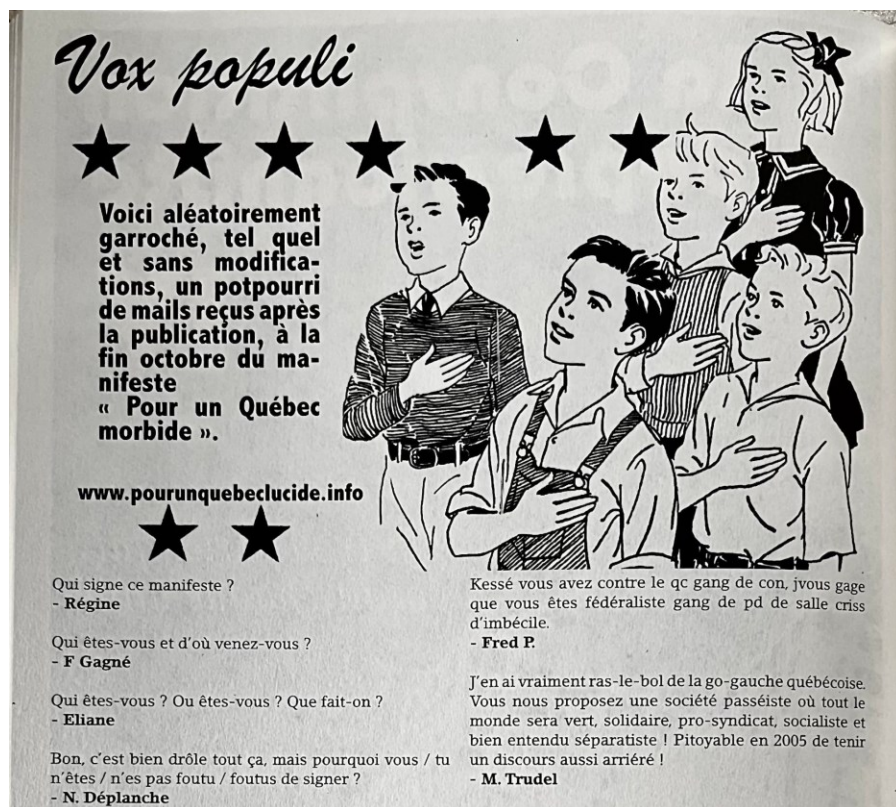 Vox populi
Voici aléatoirement
garroché, tel quel
et sans modifica-
tions, un potpourri
de mails reçus après
la publication, à la
fin octobre du ma-
nifeste
« Pour un Québec
morbide ».
www.pourunquebeclucide.info
Qui signe ce manifeste ?
- Régine
Qui êtes-vous et d'où venez-vous ?
- F Gagné
Qui êtes-vous ? Ou êtes-vous ? Que fait-on ?
- Eliane
Bon, c'est bien drôle tout ça, mais pourquoi vous / tu
n'êtes / n'es pas foutu / foutus de signer ?
- N. Déplanche
Kessé vous avez contre le qc gang de con, jvous gage
que vous êtes fédéraliste gang de pd de salle criss
d'imbécile.
- Fred P.
J'en ai vraiment ras-le-bol de la go-gauche québécoise.
Vous nous proposez une société passéiste où tout le
monde sera vert, solidaire, pro-syndicat, socialiste et
bien entendu séparatiste ! Pitoyable en 2005 de tenir
un discours aussi arriéré !
- M. Trudel